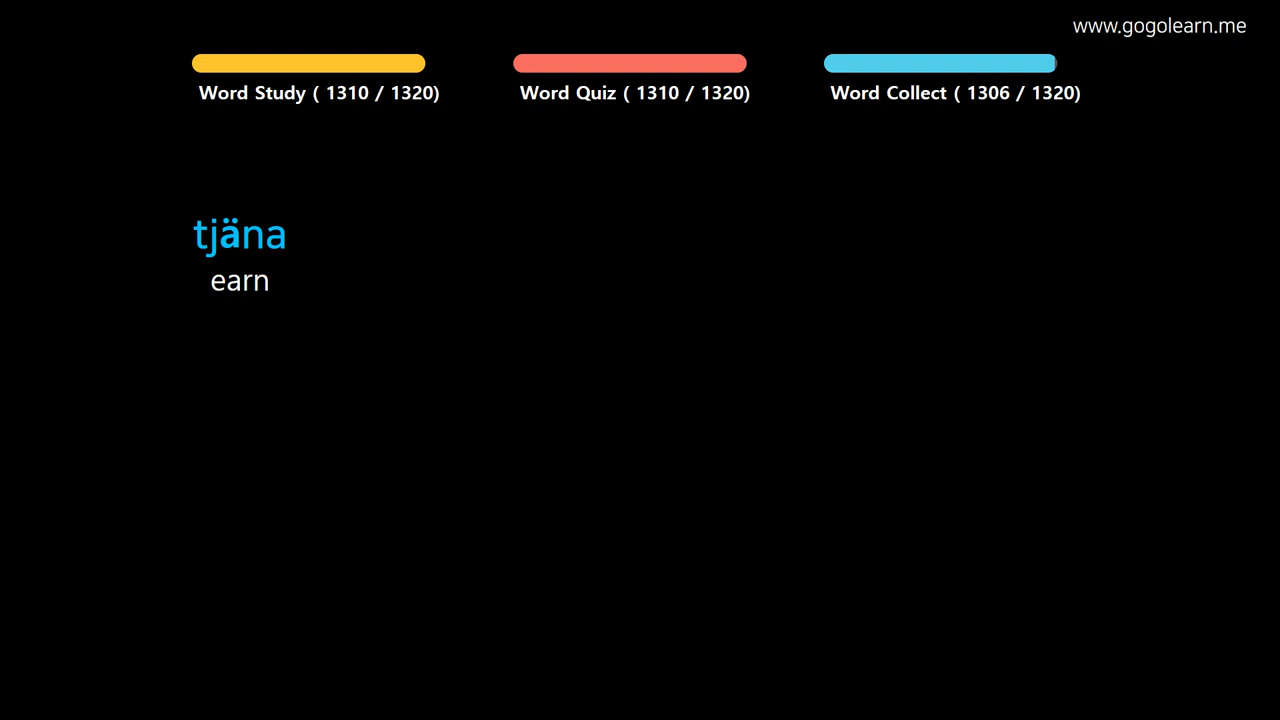 www.gogolearn.me
Word Study ( 1310 / 1320)
Word Quiz ( 1310 / 1320)
Word Collect ( 1306 / 1320)
tjäna
earn